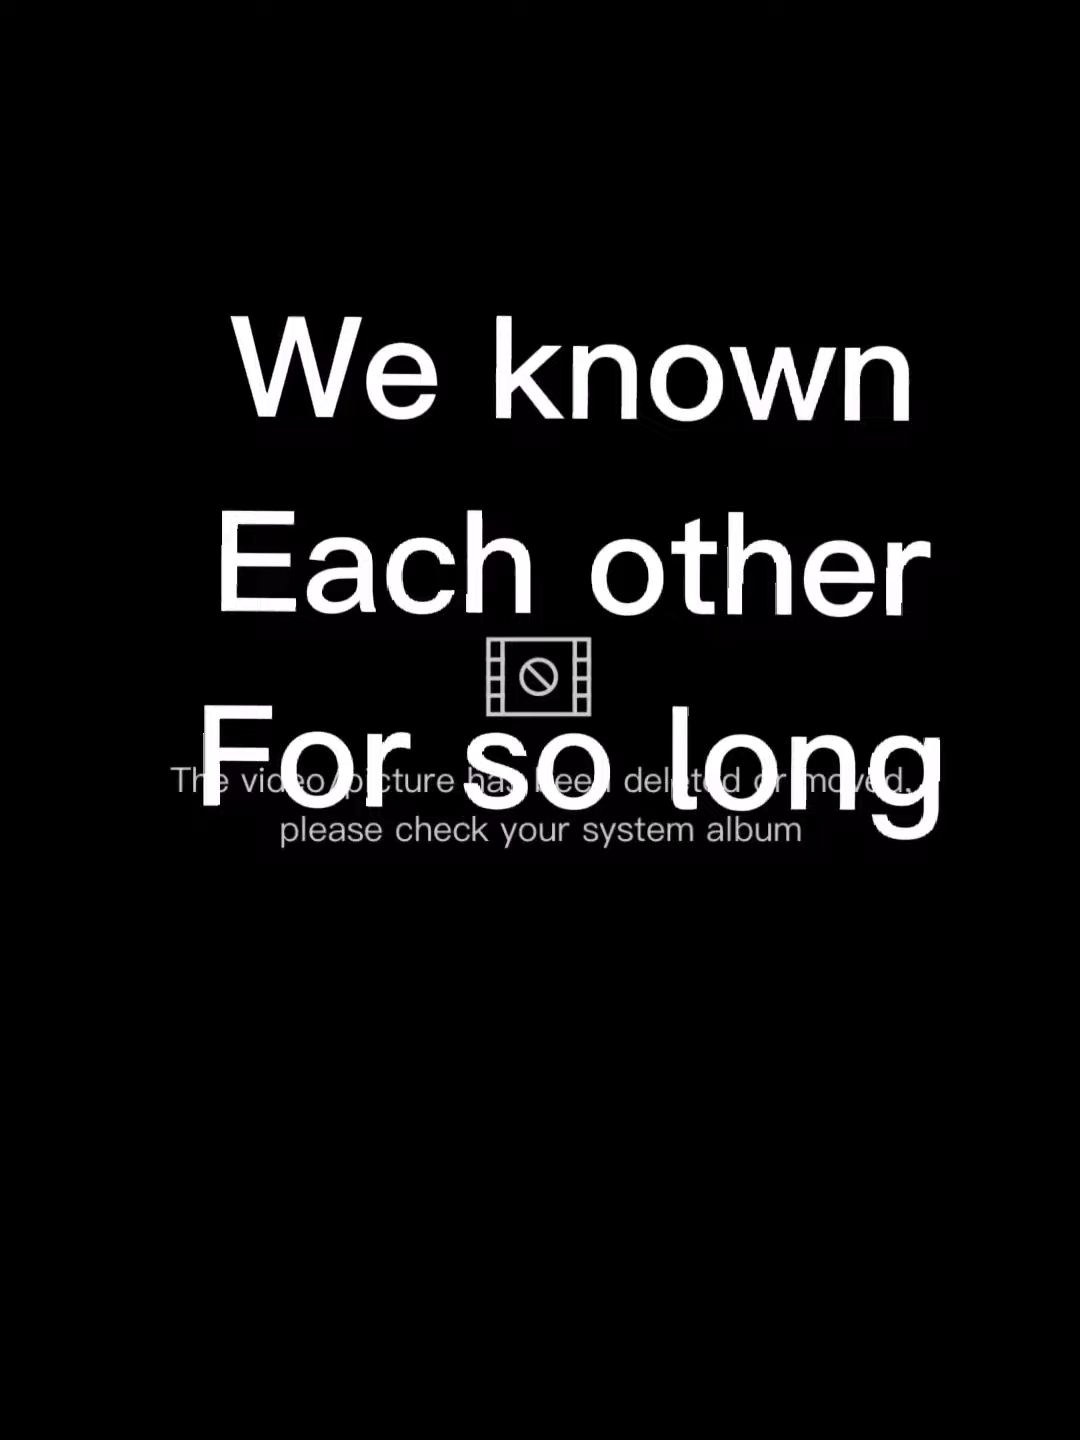 We known
Each other
For so long
The video/picture has been deleted or moved,
please check your system album